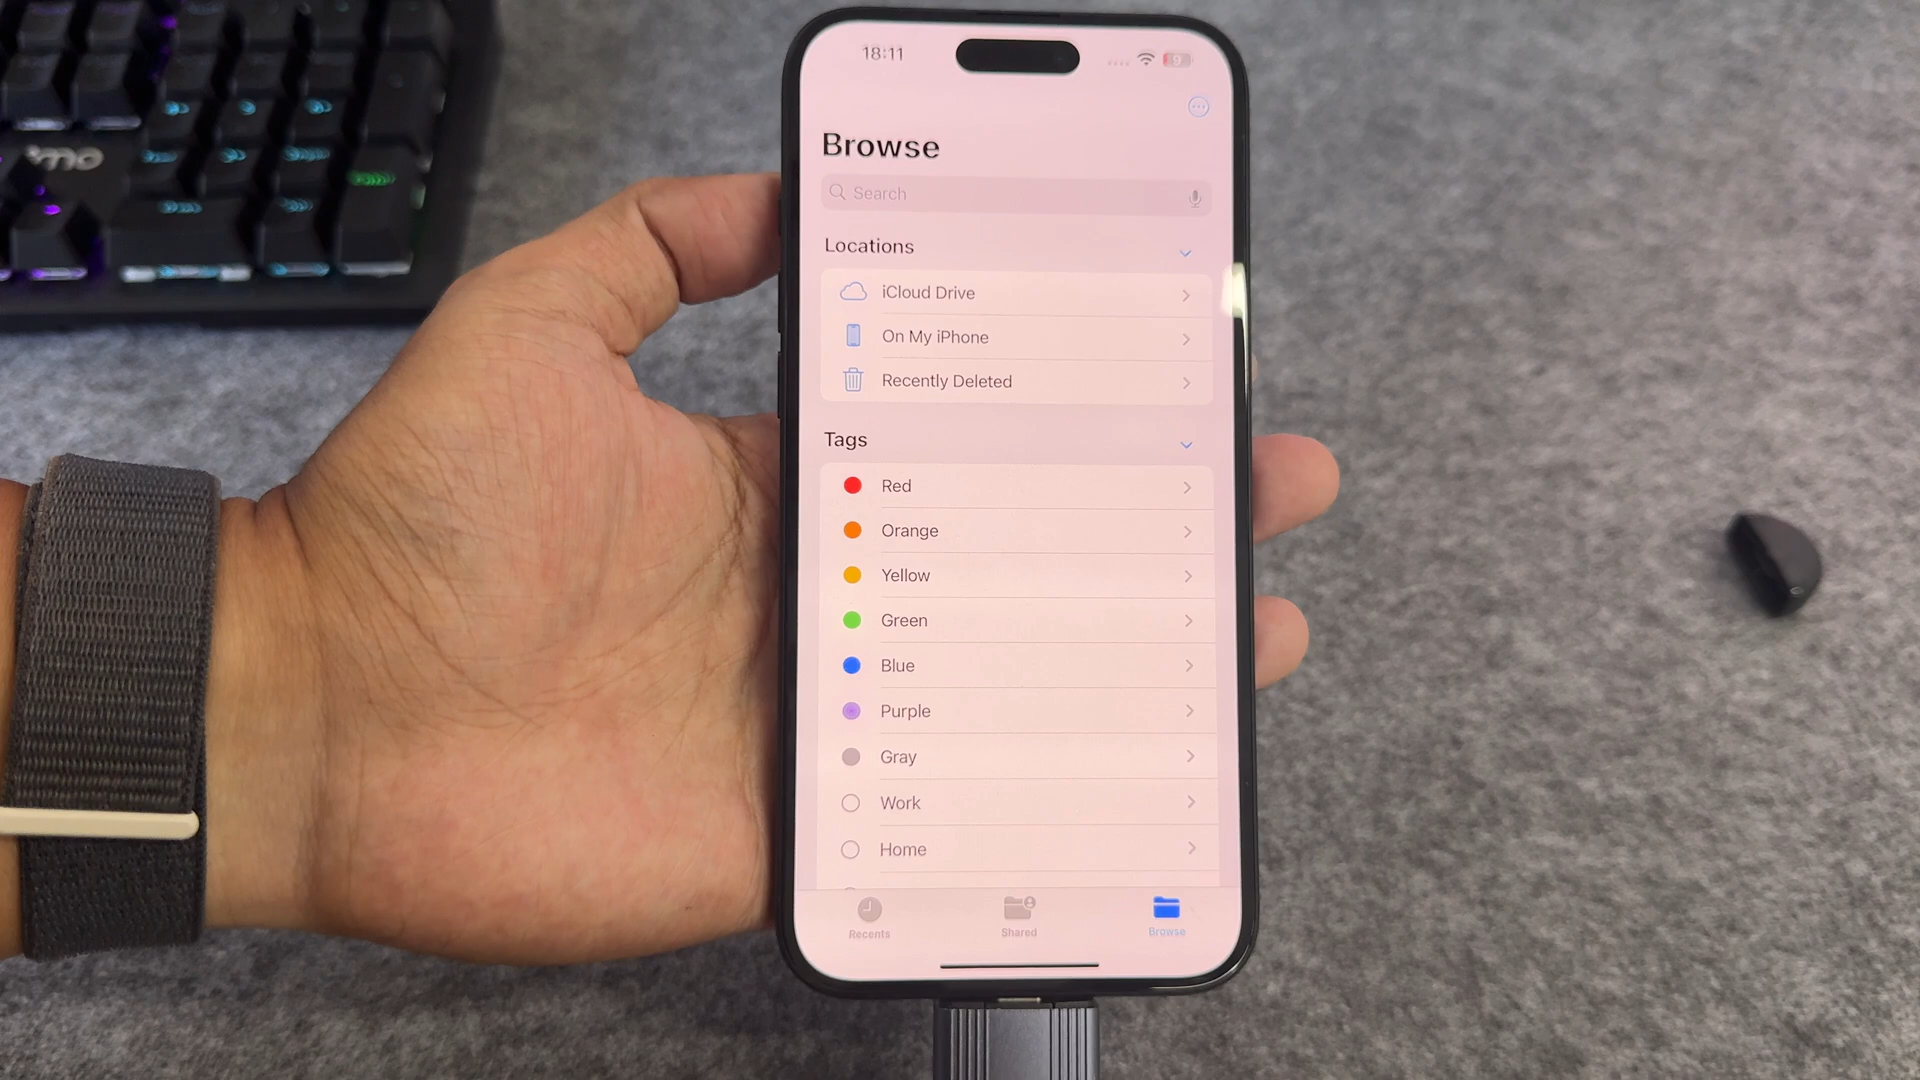 18:11
9
Browse
Search
Locations
iCloud Drive
On My iPhone
Recently Deleted
Tags
Red
Orange
Yellow
Green
Blue
Purple
Gray
Work
Home
Recents
Shared
Browse